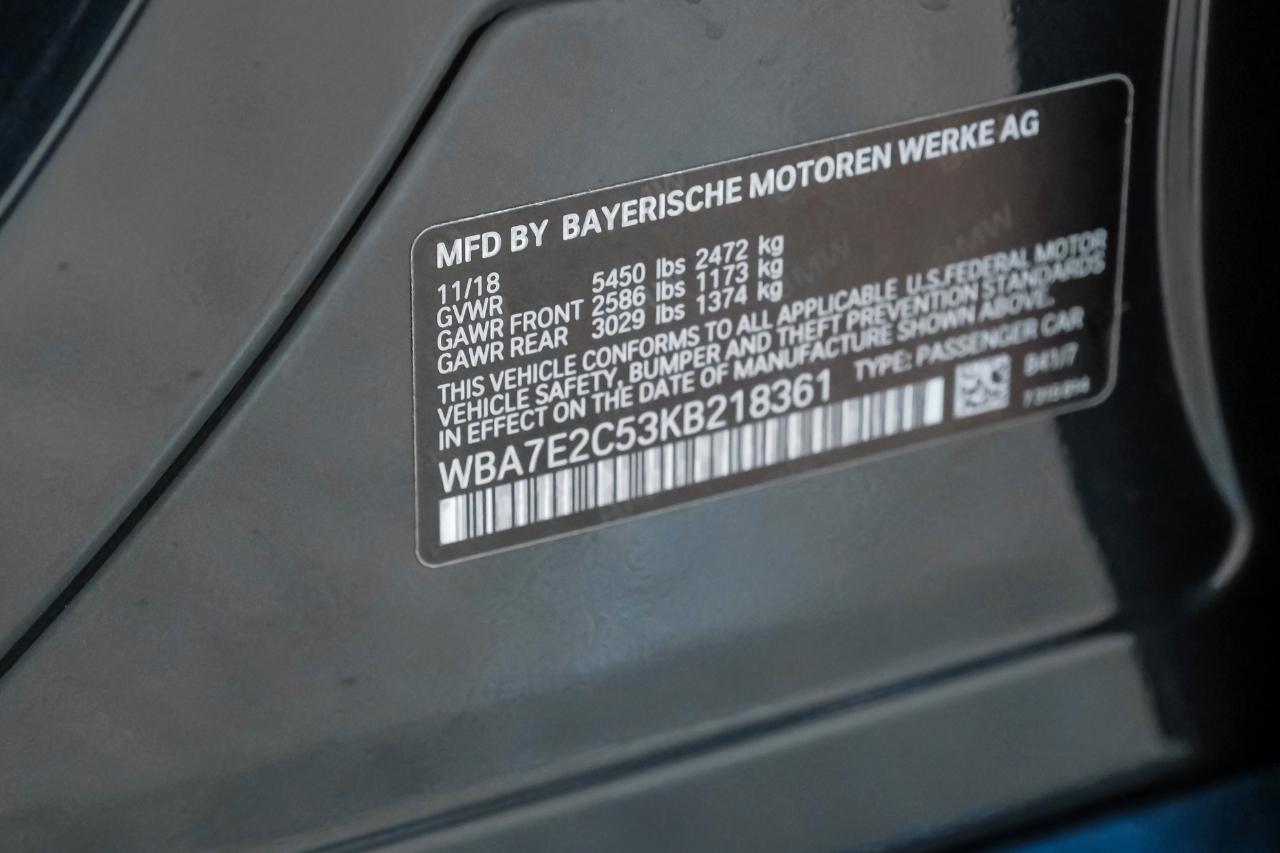 MFD BY BAYERISCHE MOTOREN WERKE AG
11/18
GVWR 5450 lbs 2472 kg
GAWR FRONT 2586 lbs 1173 kg
GAWR REAR 3029 lbs 1374 kg
THIS VEHICLE CONFORMS TO ALL APPLICABLE U.S.FEDERAL MOTOR
VEHICLE SAFETY, BUMPER AND THEFT PREVENTION STANDARDS
IN EFFECT ON THE DATE OF MANUFACTURE SHOWN ABOVE.
WBA7E2C53KB218361 TYPE: PASSENGER CAR